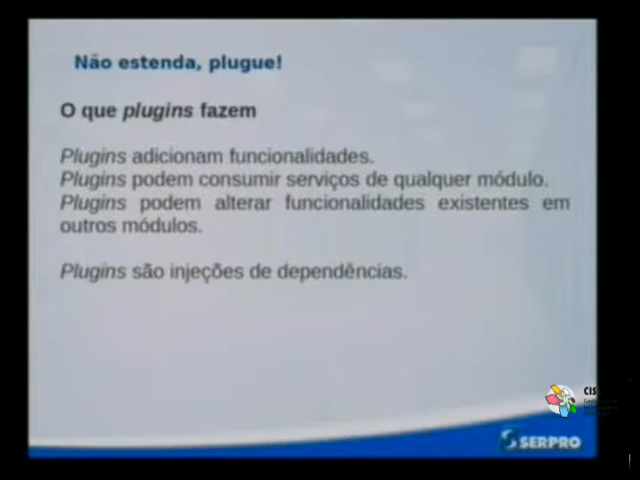 Não estenda, plugue!
O que plugins fazem
Plugins adicionam funcionalidades.
Plugins podem consumir serviços de qualquer módulo.
Plugins podem alterar funcionalidades existentes em
outros módulos.
Plugins são injeções de dependências.
CIS
SERPRO